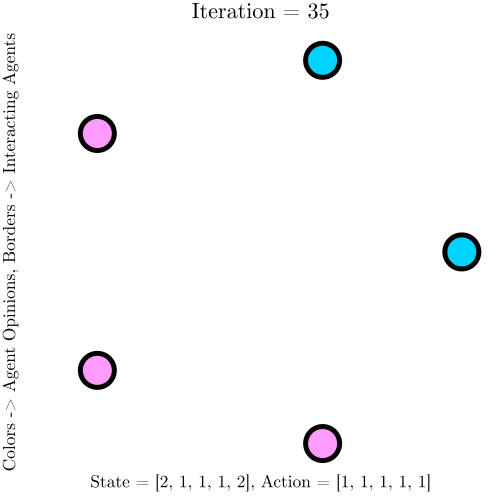 Iteration = 35
Colors -> Agent Opinions, Borders -> Interacting Agents
State = [2, 1, 1, 1, 2], Action = [1, 1, 1, 1, 1]